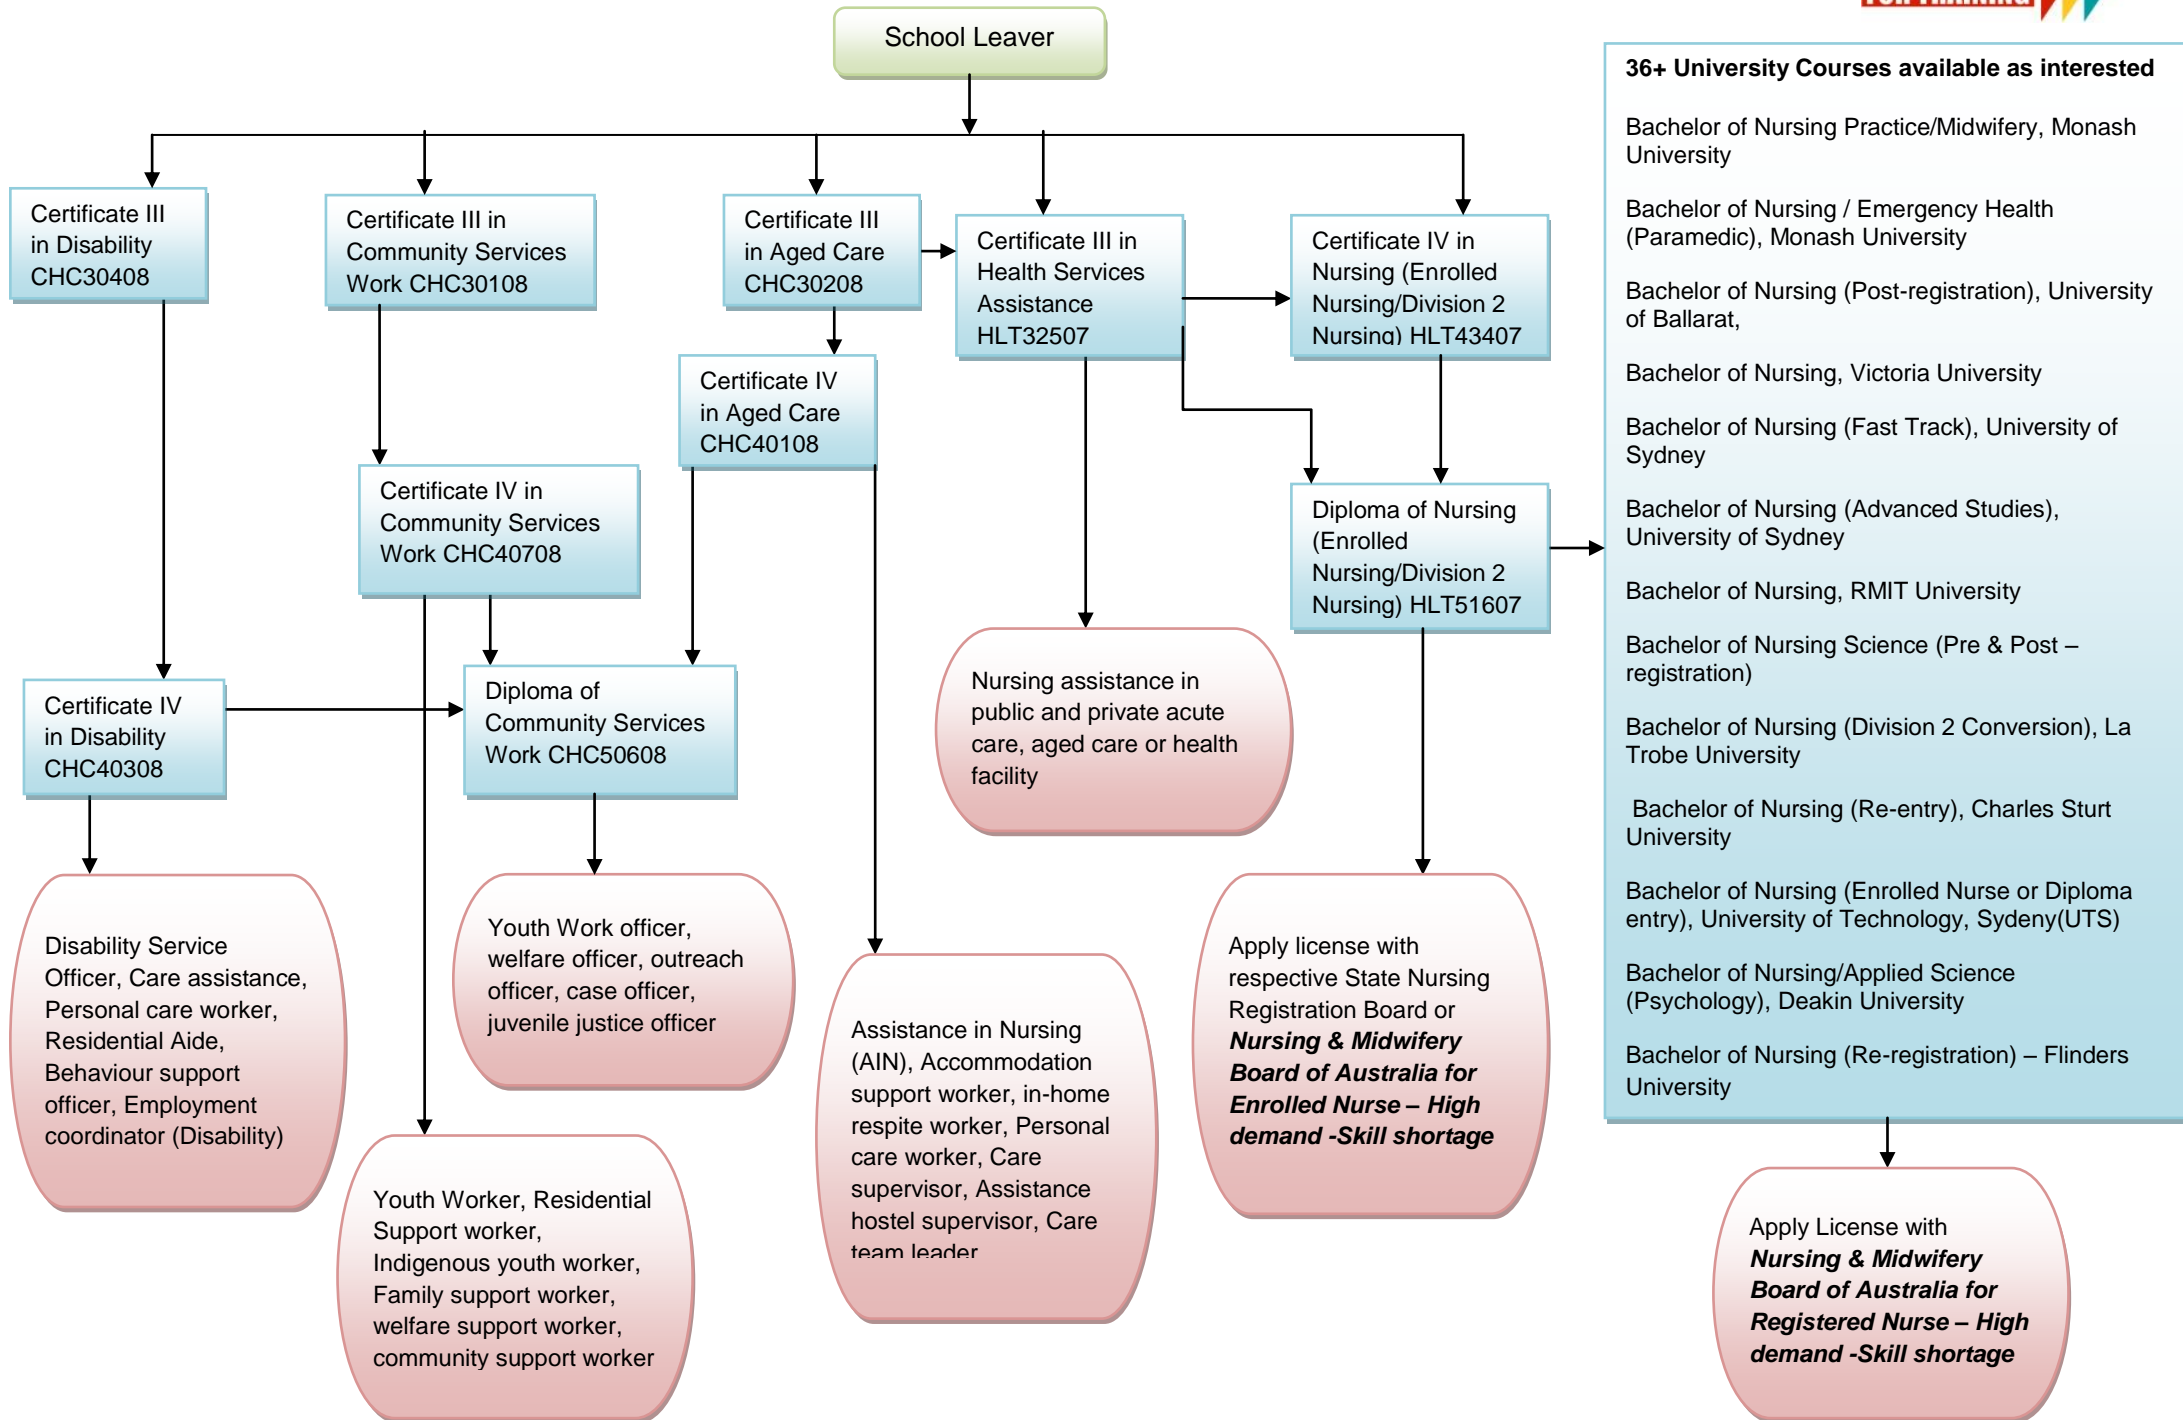 FOR TRAINING
School Leaver
36+ University Courses available as interested
Bachelor of Nursing Practice/Midwifery, Monash
University
Bachelor of Nursing / Emergency Health
(Paramedic), Monash University
Bachelor of Nursing (Post-registration), University
of Ballarat,
Bachelor of Nursing, Victoria University
Bachelor of Nursing (Fast Track), University of
Sydney
Bachelor of Nursing (Advanced Studies),
University of Sydney
Bachelor of Nursing, RMIT University
Bachelor of Nursing Science (Pre & Post –
registration)
Bachelor of Nursing (Division 2 Conversion), La
Trobe University
Bachelor of Nursing (Re-entry), Charles Sturt
University
Bachelor of Nursing (Enrolled Nurse or Diploma
entry), University of Technology, Sydeny(UTS)
Bachelor of Nursing/Applied Science
(Psychology), Deakin University
Bachelor of Nursing (Re-registration) – Flinders
University
Certificate III
in Disability
CHC30408
Certificate III in
Community Services
Work CHC30108
Certificate III
in Aged Care
CHC30208
Certificate III in
Health Services
Assistance
HLT32507
Certificate IV in
Nursing (Enrolled
Nursing/Division 2
Nursing) HLT43407
Certificate IV
in Aged Care
CHC40108
Certificate IV in
Community Services
Work CHC40708
Diploma of Nursing
(Enrolled
Nursing/Division 2
Nursing) HLT51607
Certificate IV
in Disability
CHC40308
Diploma of
Community Services
Work CHC50608
Nursing assistance in
public and private acute
care, aged care or health
facility
Disability Service
Officer, Care assistance,
Personal care worker,
Residential Aide,
Behaviour support
officer, Employment
coordinator (Disability)
Youth Work officer,
welfare officer, outreach
officer, case officer,
juvenile justice officer
Youth Worker, Residential
Support worker,
Indigenous youth worker,
Family support worker,
welfare support worker,
community support worker
Assistance in Nursing
(AIN), Accommodation
support worker, in-home
respite worker, Personal
care worker, Care
supervisor, Assistance
hostel supervisor, Care
team leader
Apply license with
respective State Nursing
Registration Board or
Nursing & Midwifery
Board of Australia for
Enrolled Nurse – High
demand -Skill shortage
Apply License with
Nursing & Midwifery
Board of Australia for
Registered Nurse – High
demand -Skill shortage